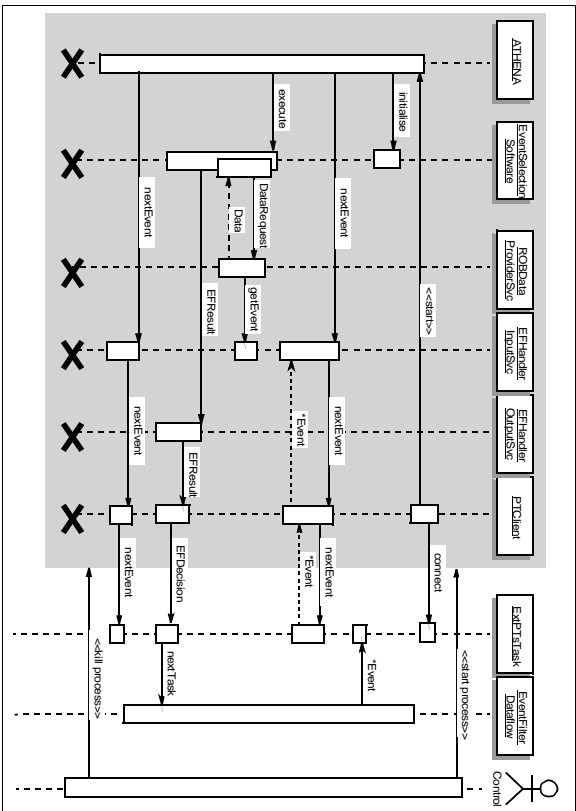 ATHENA
EventSelection
Software
ROBData
ProviderSvc
EFHandler
InputSvc
EFHandler
OutputSvc
PTClient
ExtPTsTask
EventFilter
Dataflow
Control
<<start process>>
connect
<<start>>
initialise
*Event
nextEvent
nextEvent
nextEvent
*Event
*Event
execute
DataRequest
getEvent
Data
EFResult
EFResult
EFDecision
nextTask
nextEvent
nextEvent
nextEvent
<<kill process>>